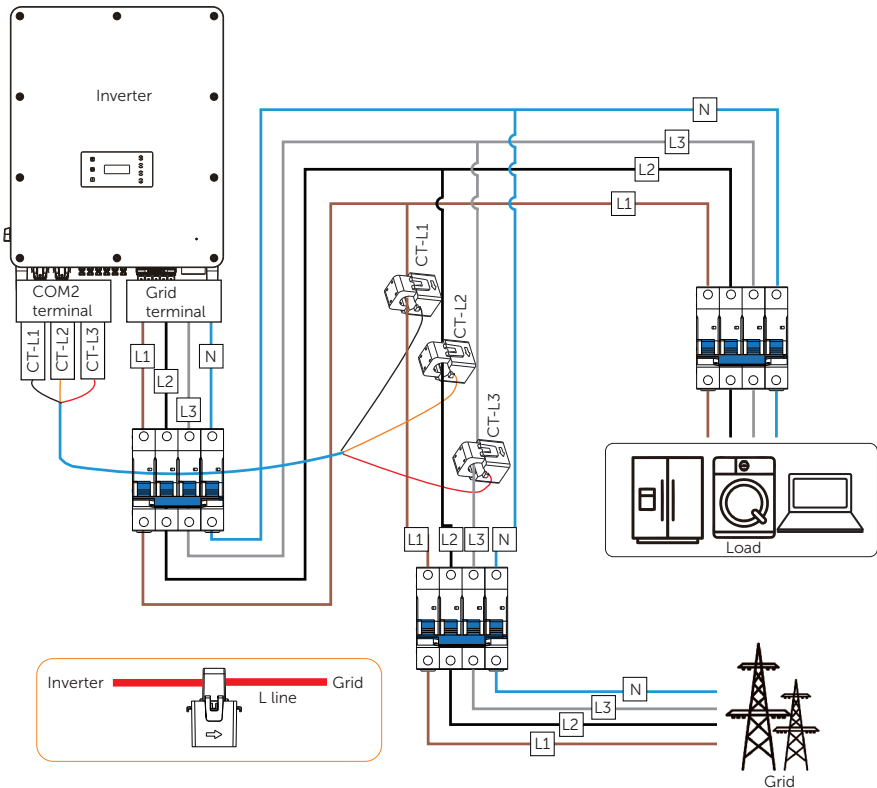 Inverter
N
L3
L2
L1
CT-L1
CT-L2
CT-L3
COM2
terminal
Grid
terminal
CT-L1
CT-L2
CT-L3
L1
L2
L3
N
L1
L2
L3
N
Load
Inverter
Grid
L line
N
L3
L2
L1
Grid